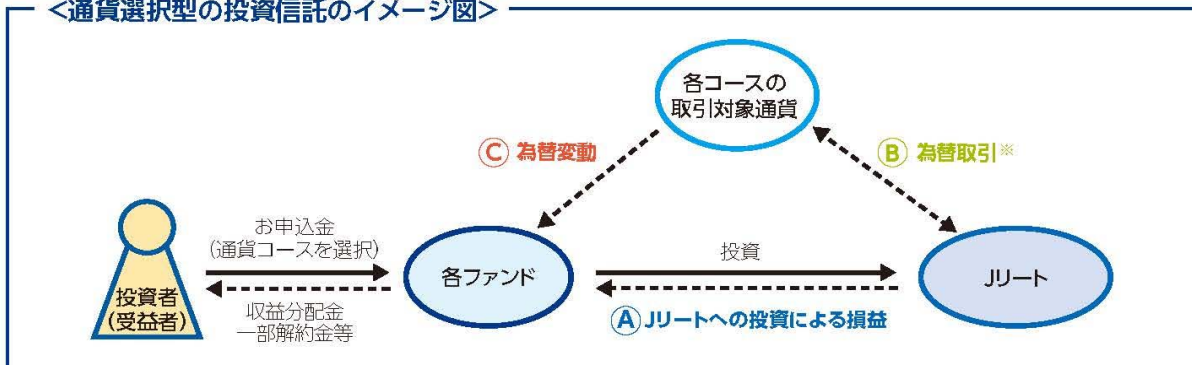 <通貨選択型の投資信託のイメージ図>
各コースの
取引対象通貨
Ⓒ 為替変動
Ⓑ 為替取引※
お申込金
(通貨コースを選択)
投資者
(受益者)
収益分配金
一部解約金等
各ファンド
投資
Ⓐ Jリートへの投資による損益
Jリート